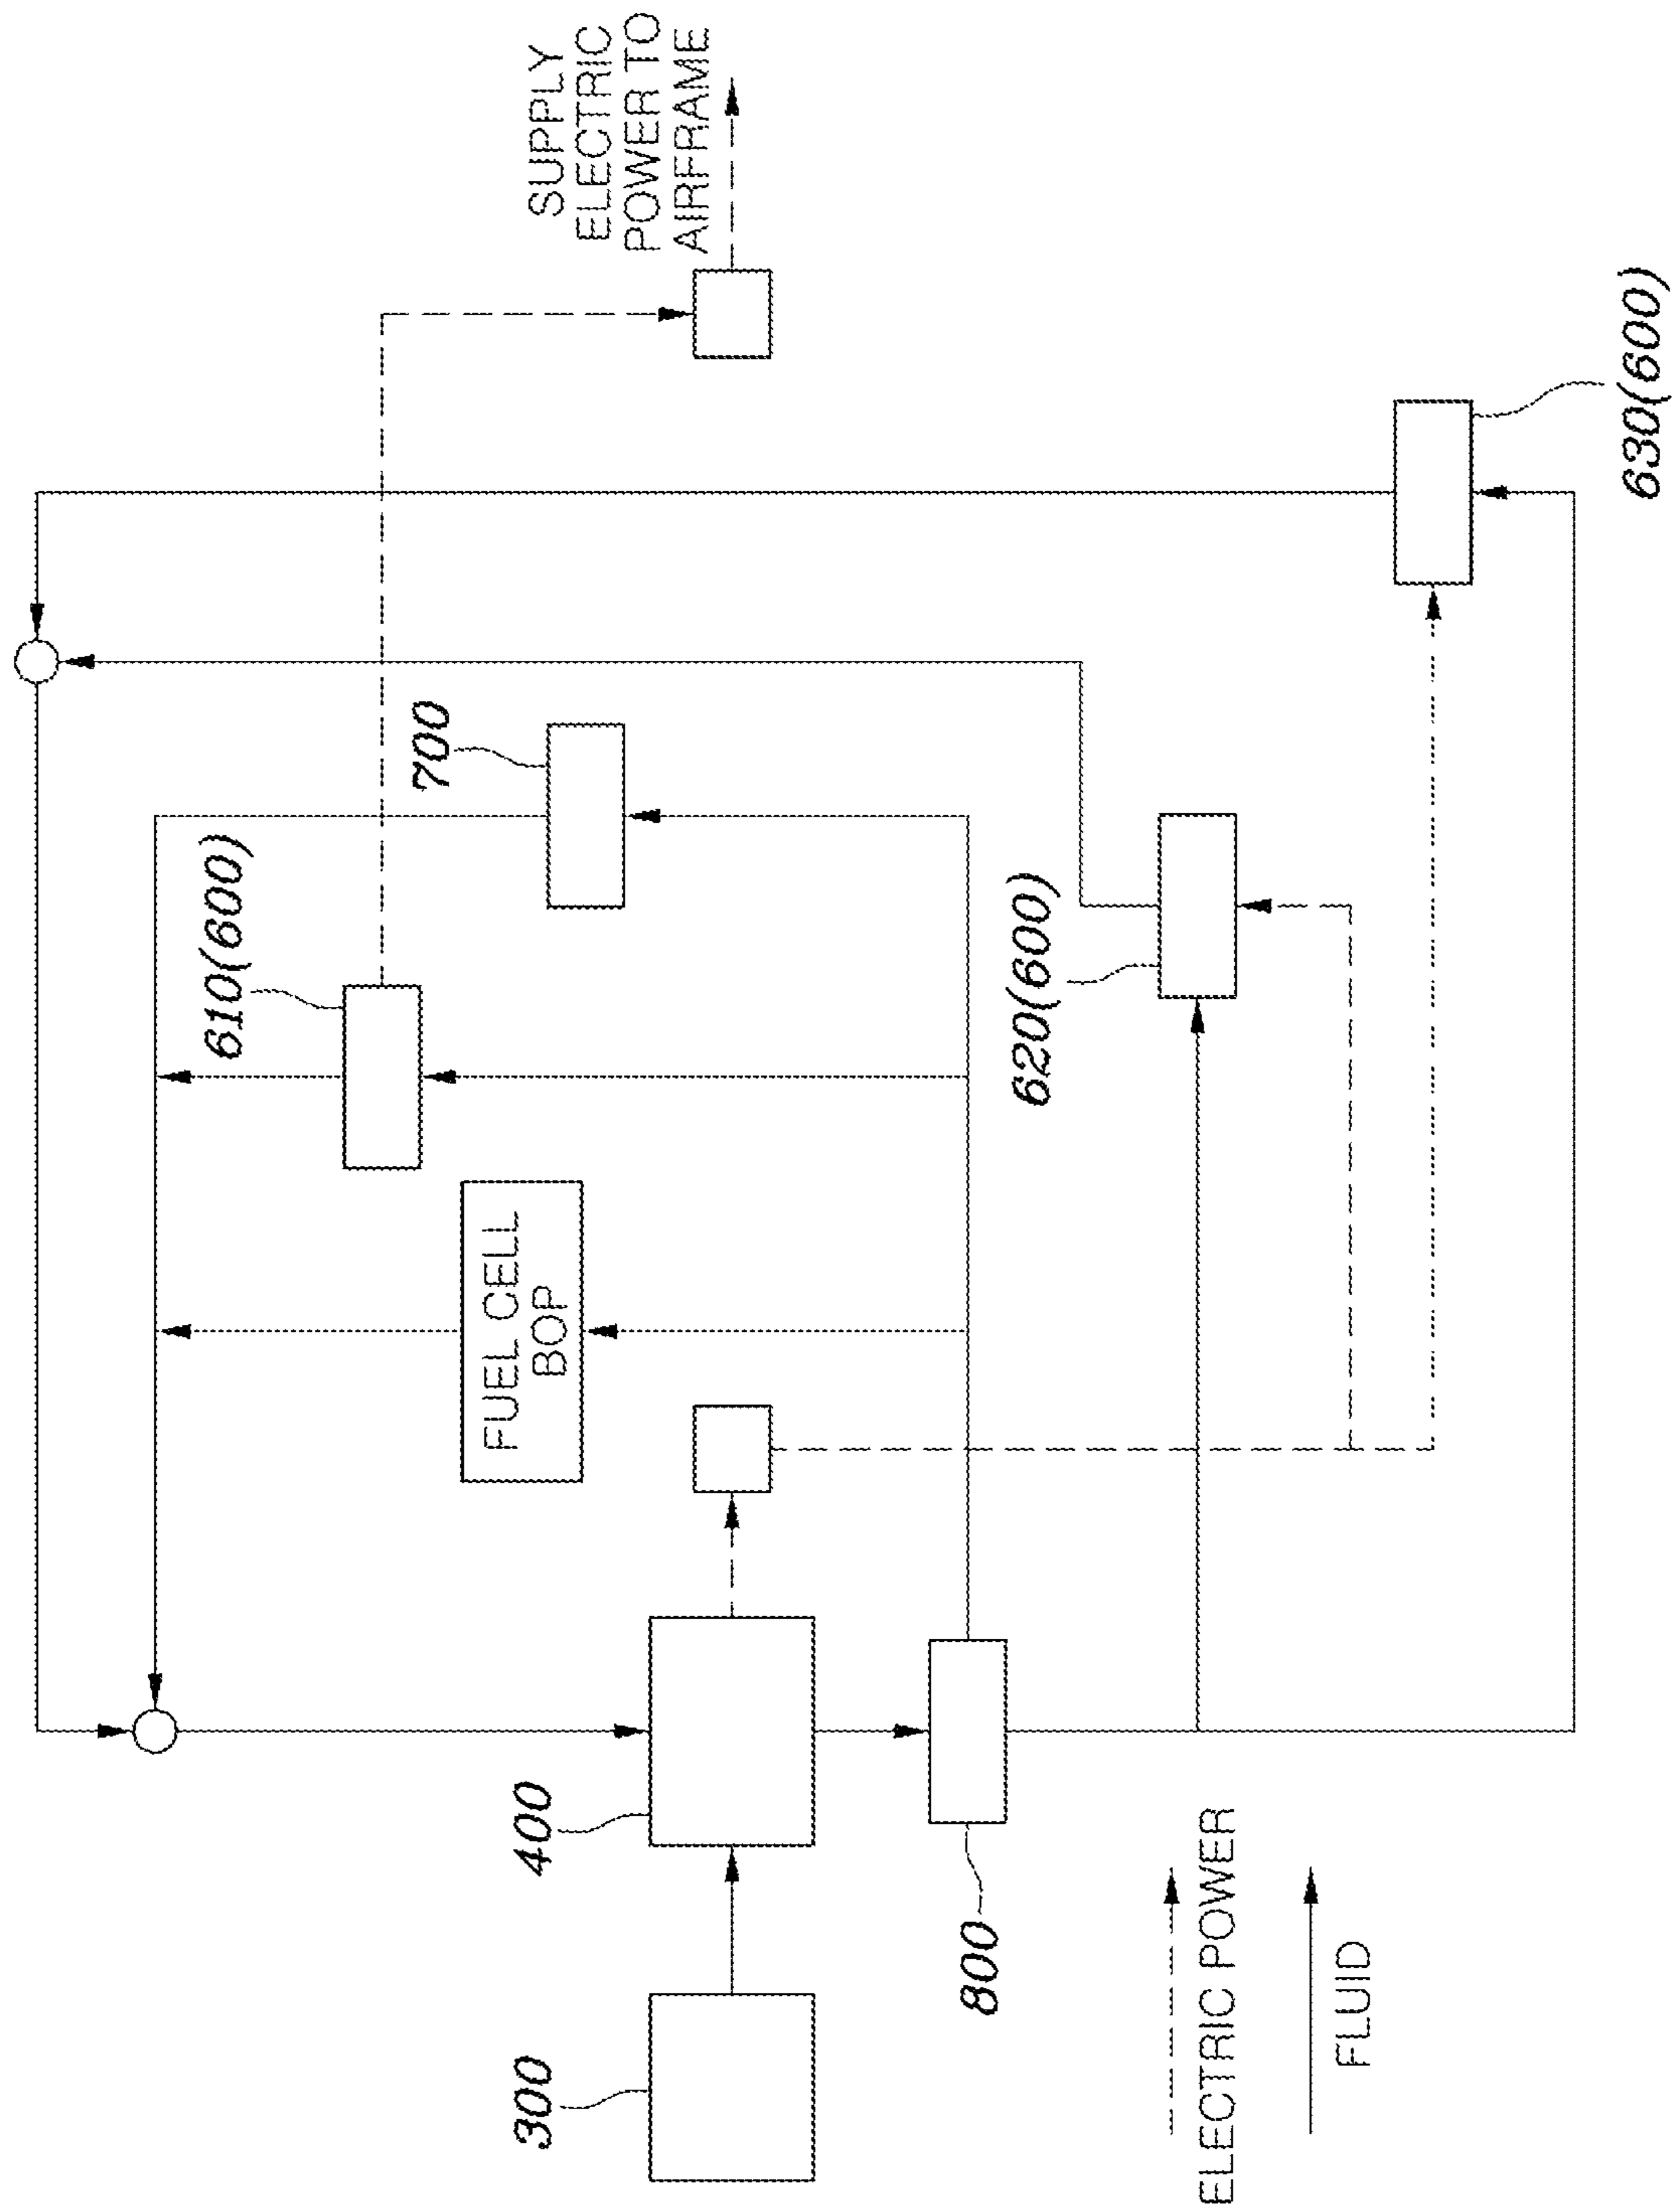 300
400
800
FUEL CELL
BOP
610(600)
700
620(600)
630(600)
SUPPLY
ELECTRIC
POWER TO
AIRFRAME
ELECTRIC POWER
FLUID